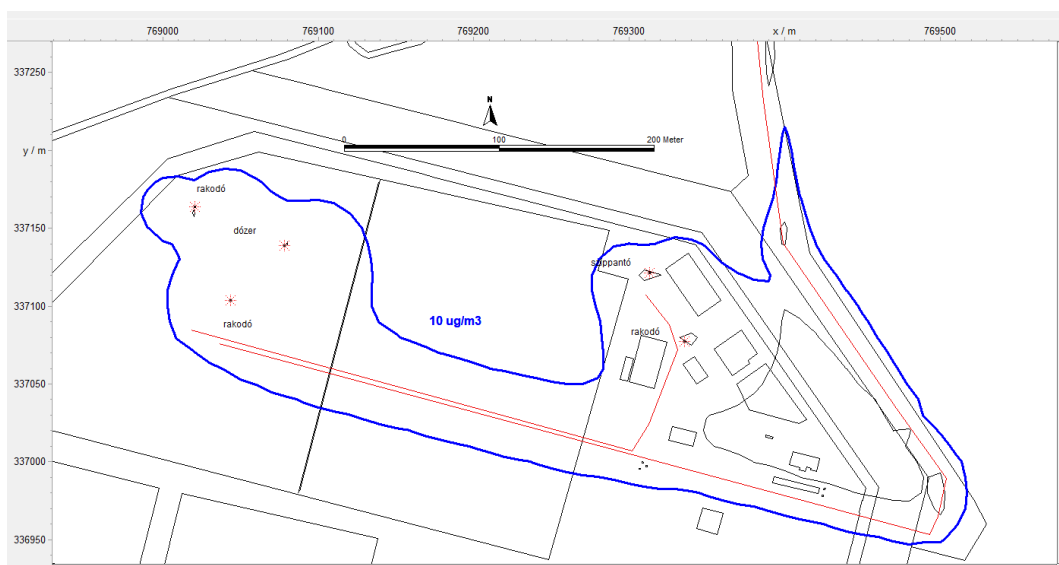 769000 769100 769200 769300 x / m 769500
337250
N
0 100 200 Meter
y / m
rakodó
337150
dózer
szippantó
337100
rakodó
10 ug/m3
rakodó
337050
337000
336950